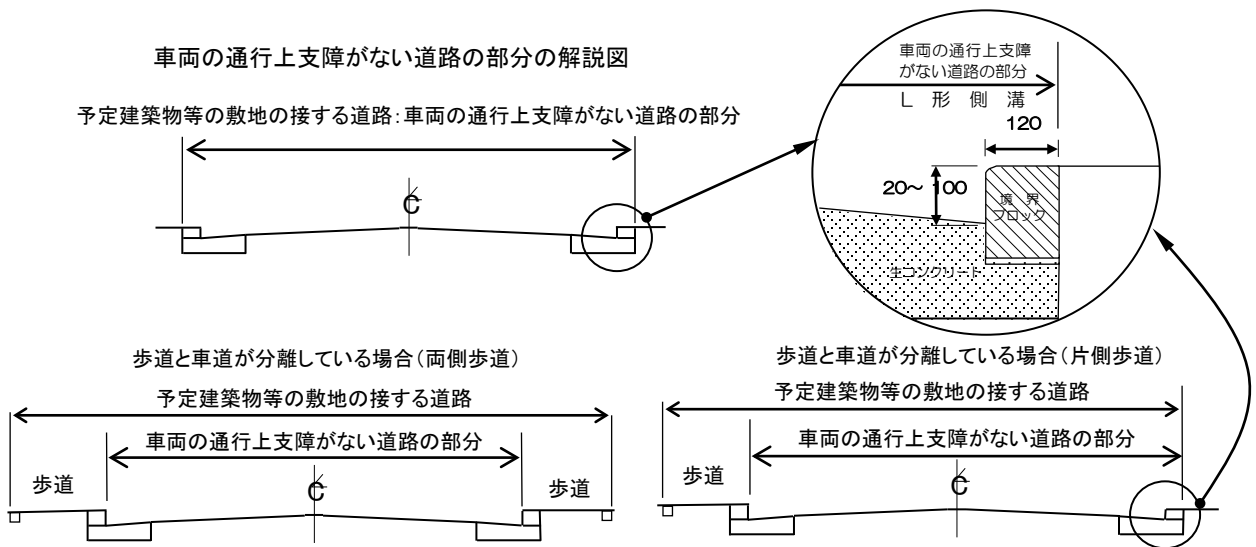 車両の通行上支障がない道路の部分の解説図
予定建築物等の敷地の接する道路：車両の通行上支障がない道路の部分
車両の通行上支障
がない道路の部分
L 形 側 溝
120
20～100
境 界
ブロック
生コンクリート
歩道と車道が分離している場合（両側歩道）
予定建築物等の敷地の接する道路
車両の通行上支障がない道路の部分
歩道
歩道
歩道と車道が分離している場合（片側歩道）
予定建築物等の敷地の接する道路
車両の通行上支障がない道路の部分
歩道